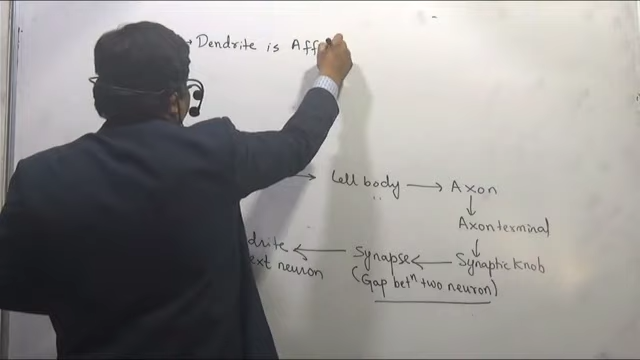 → Dendrite is Aff
→ Cell body → Axon
↓
Axon terminal
↓
drite ← Synapse ← Synaptic Knob
ext neuron (Gap betⁿ two neuron)